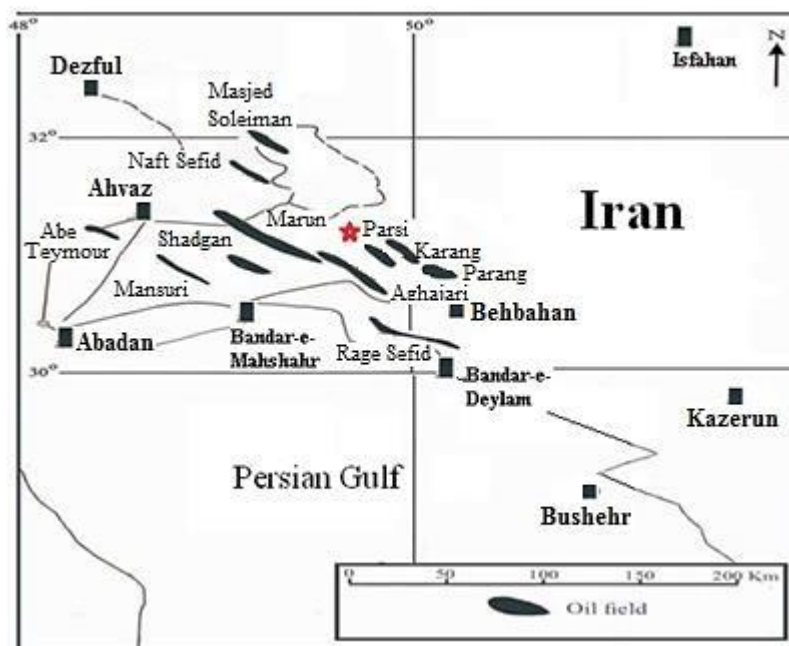 48°
50°
N
Isfahan
Dezful
Masjed
Soleiman
32°
Naft Sefid
Ahvaz
Iran
Marun
Parsi
Abe
Teymour
Shadgan
Karang
Parang
Mansuri
Aghajari
Behbahan
Abadan
Bandar-e-
Mahshahr
Rage Sefid
30°
Bandar-e-
Deylam
Kazerun
Persian Gulf
Bushehr
0 50 100 150 200 Km
Oil field